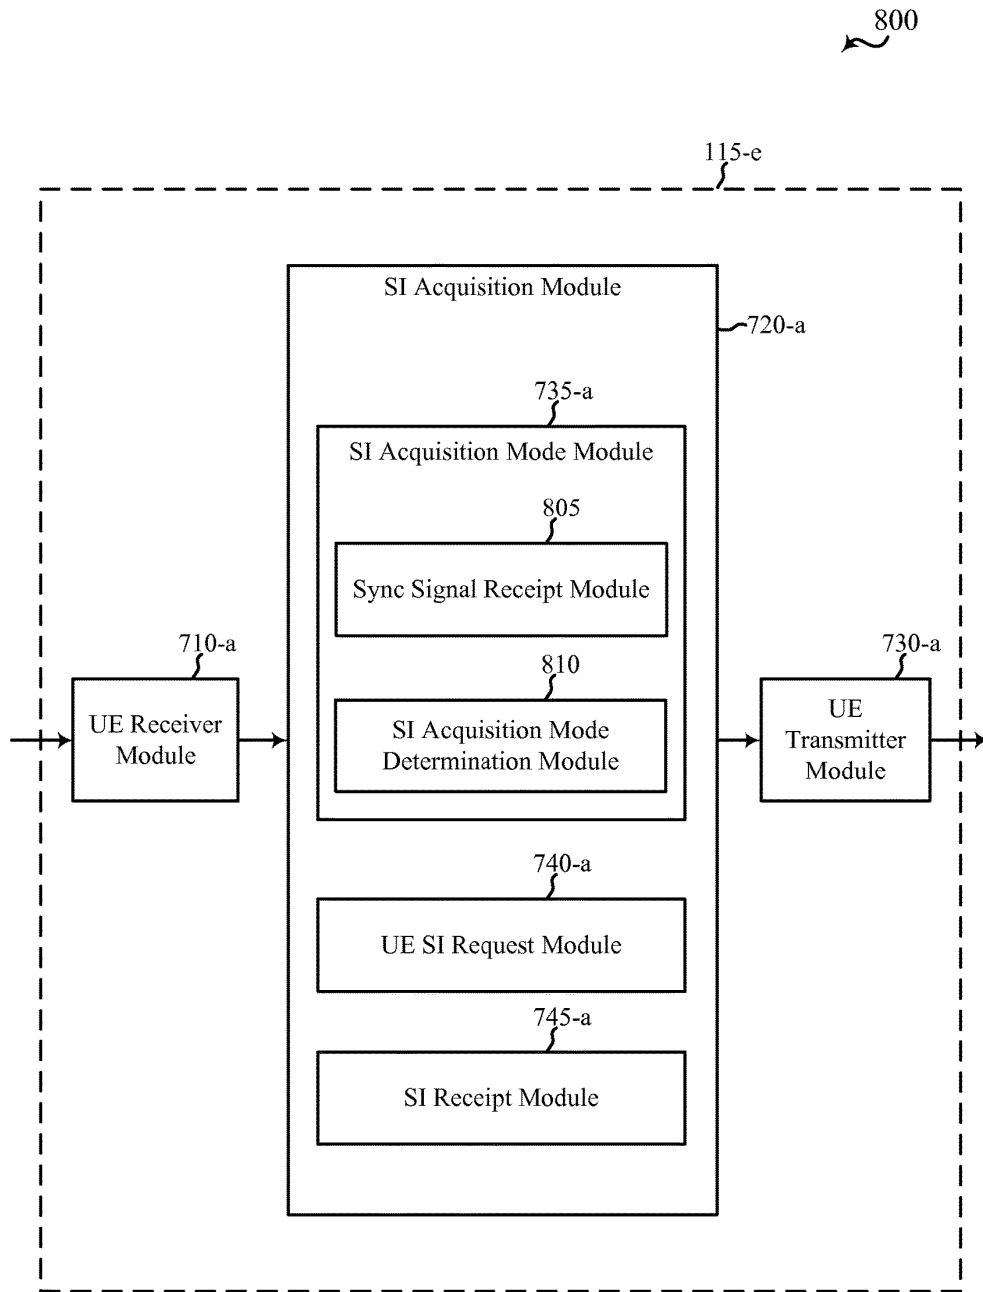 800
115-e
SI Acquisition Module
720-a
735-a
SI Acquisition Mode Module
805
Sync Signal Receipt Module
710-a
UE Receiver
Module
810
SI Acquisition Mode
Determination Module
730-a
UE
Transmitter
Module
740-a
UE SI Request Module
745-a
SI Receipt Module